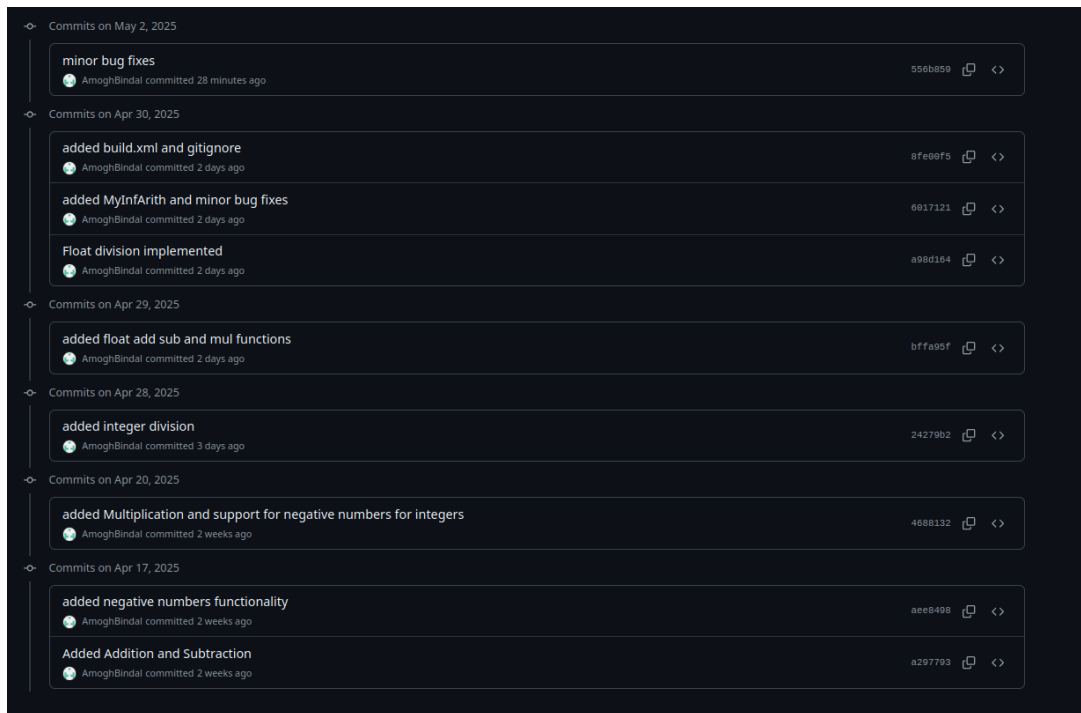 Commits on May 2, 2025
minor bug fixes
556b859
AmoghBindal committed 28 minutes ago
Commits on Apr 30, 2025
added build.xml and gitignore
8fe00f5
AmoghBindal committed 2 days ago
added MyInfArith and minor bug fixes
6017121
AmoghBindal committed 2 days ago
Float division implemented
a98d164
AmoghBindal committed 2 days ago
Commits on Apr 29, 2025
added float add sub and mul functions
bffa95f
AmoghBindal committed 2 days ago
Commits on Apr 28, 2025
added integer division
24279b2
AmoghBindal committed 3 days ago
Commits on Apr 20, 2025
added Multiplication and support for negative numbers for integers
4688132
AmoghBindal committed 2 weeks ago
Commits on Apr 17, 2025
added negative numbers functionality
aee8498
AmoghBindal committed 2 weeks ago
Added Addition and Subtraction
a297793
AmoghBindal committed 2 weeks ago